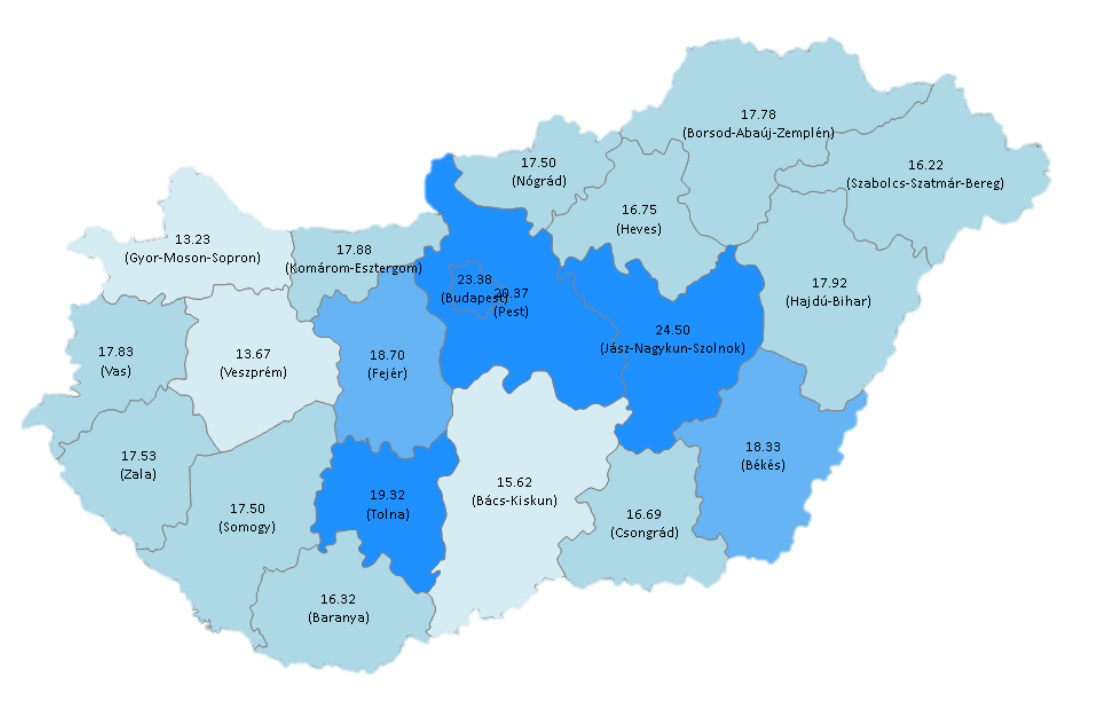 17.78
(Borsod-Abaúj-Zemplén)
17.50
(Nógrád)
16.22
(Szabolcs-Szatmár-Bereg)
16.75
(Heves)
13.23
(Gyor-Moson-Sopron)
17.88
(Komárom-Esztergom)
23.38
(Budapest)
20.37
(Pest)
17.92
(Hajdú-Bihar)
24.50
(Jász-Nagykun-Szolnok)
17.83
(Vas)
13.67
(Veszprém)
18.70
(Fejér)
18.33
(Békés)
17.53
(Zala)
15.62
(Bács-Kiskun)
19.32
(Tolna)
17.50
(Somogy)
16.69
(Csongrád)
16.32
(Baranya)